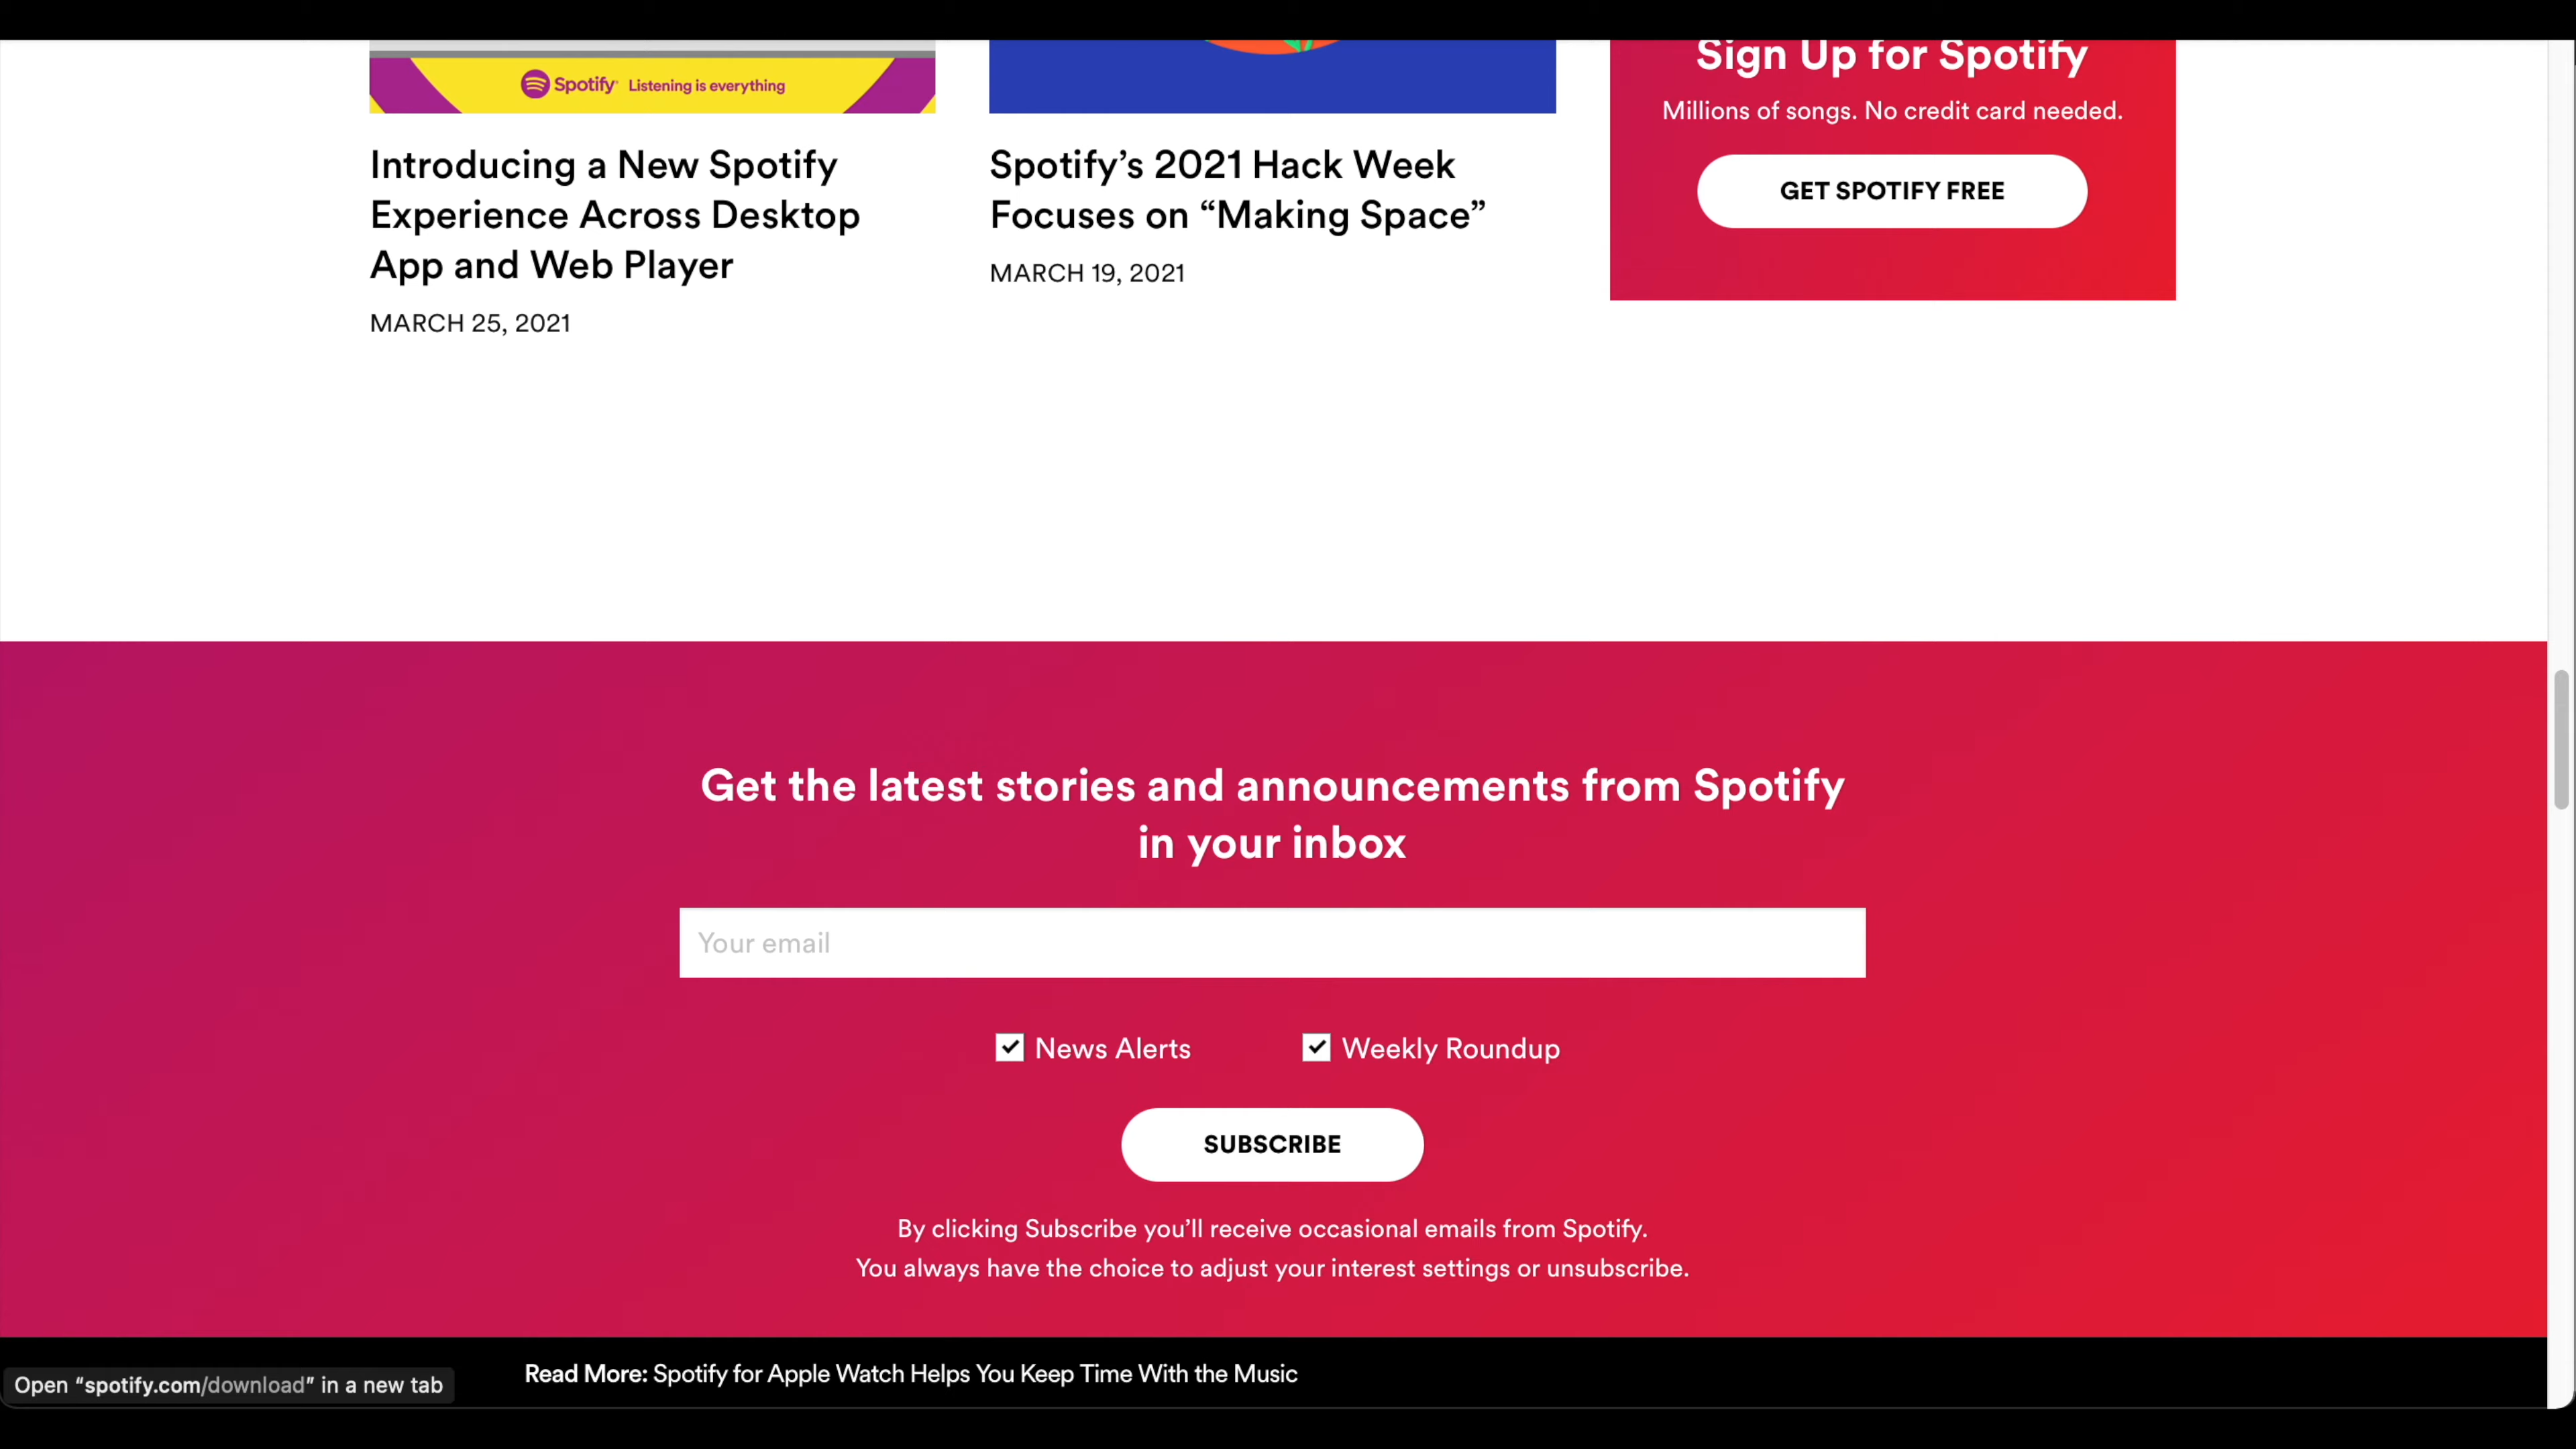 Spotify Listening is everything
Introducing a New Spotify
Experience Across Desktop
App and Web Player
MARCH 25, 2021
Spotify’s 2021 Hack Week
Focuses on “Making Space”
MARCH 19, 2021
Sign Up for Spotify
Millions of songs. No credit card needed.
GET SPOTIFY FREE
Get the latest stories and announcements from Spotify
in your inbox
Your email
News Alerts
Weekly Roundup
SUBSCRIBE
By clicking Subscribe you’ll receive occasional emails from Spotify.
You always have the choice to adjust your interest settings or unsubscribe.
Read More: Spotify for Apple Watch Helps You Keep Time With the Music
Open “spotify.com/download” in a new tab